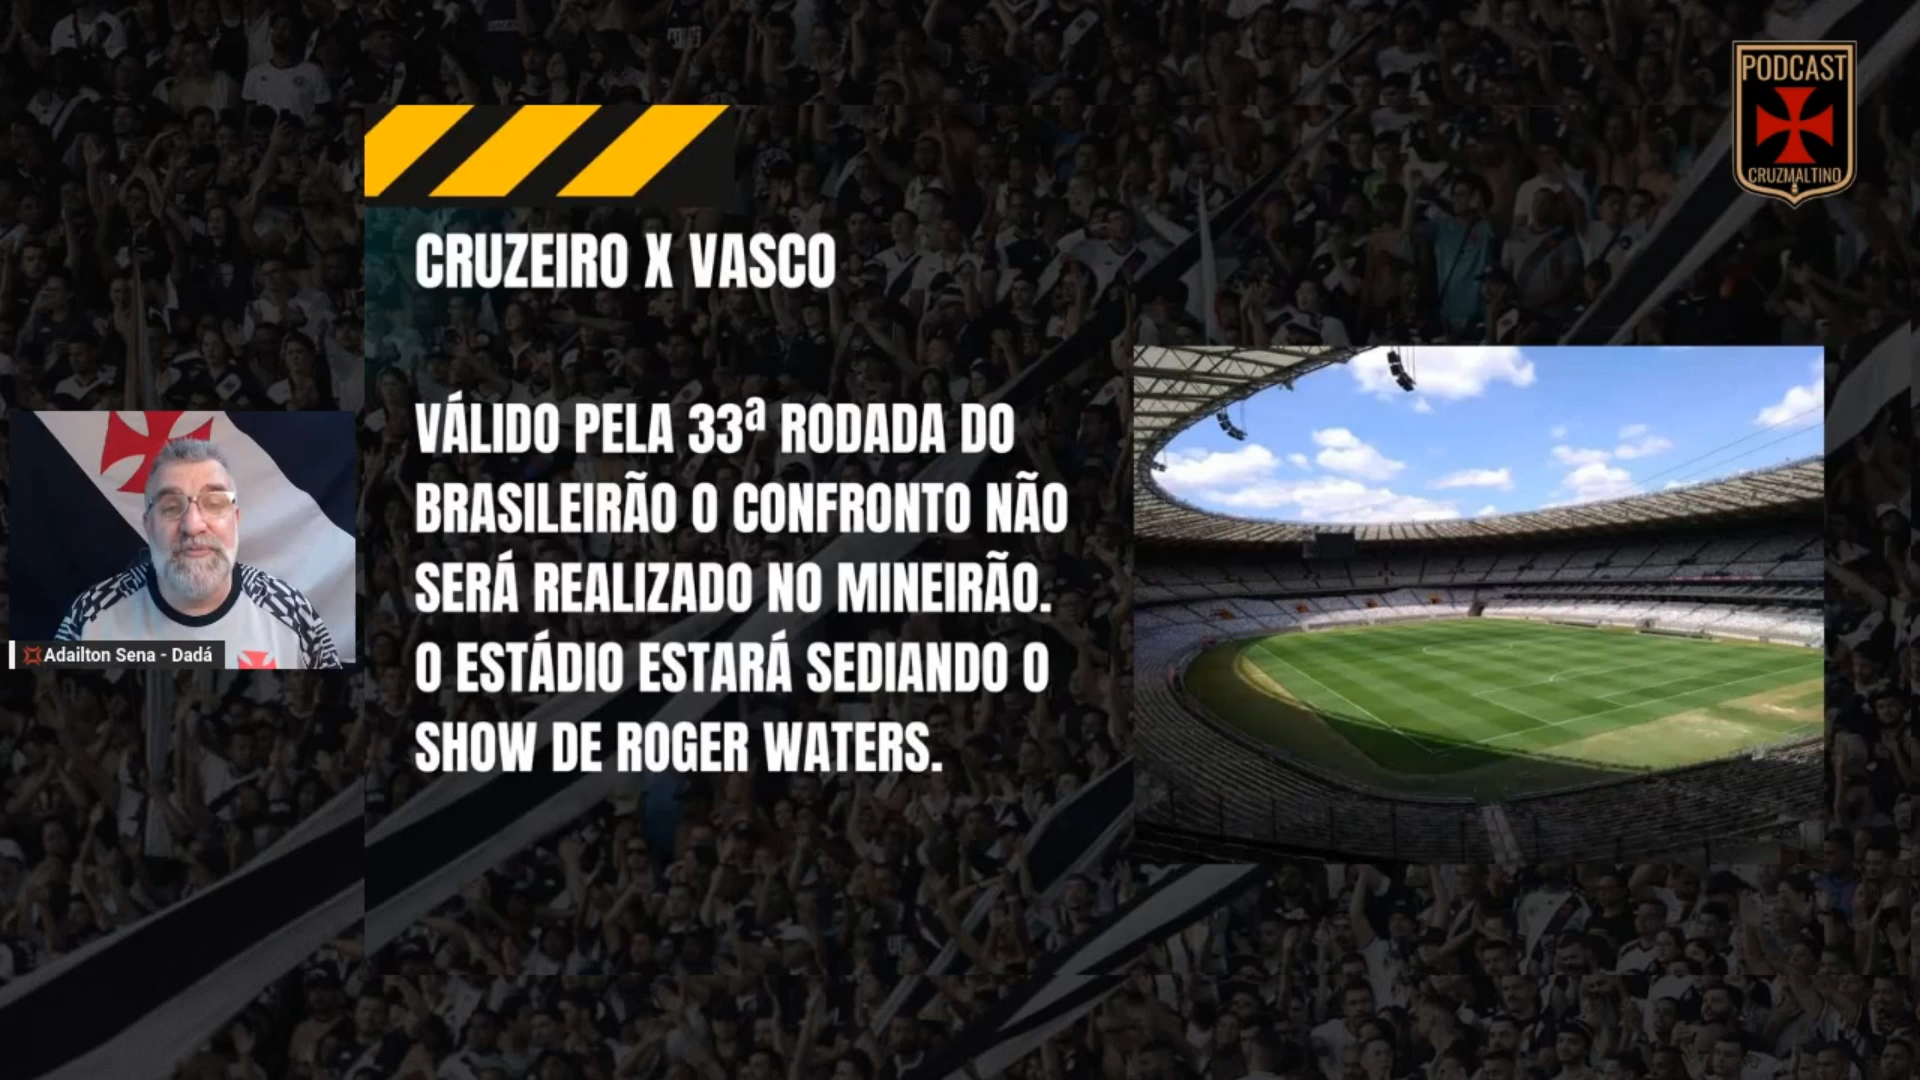 PODCAST
CRUZMALTINO
CRUZEIRO X VASCO
VÁLIDO PELA 33ª RODADA DO
BRASILEIRÃO O CONFRONTO NÃO
SERÁ REALIZADO NO MINEIRÃO.
O ESTÁDIO ESTARÁ SEDIANDO O
SHOW DE ROGER WATERS.
Adailton Sena - Dadá